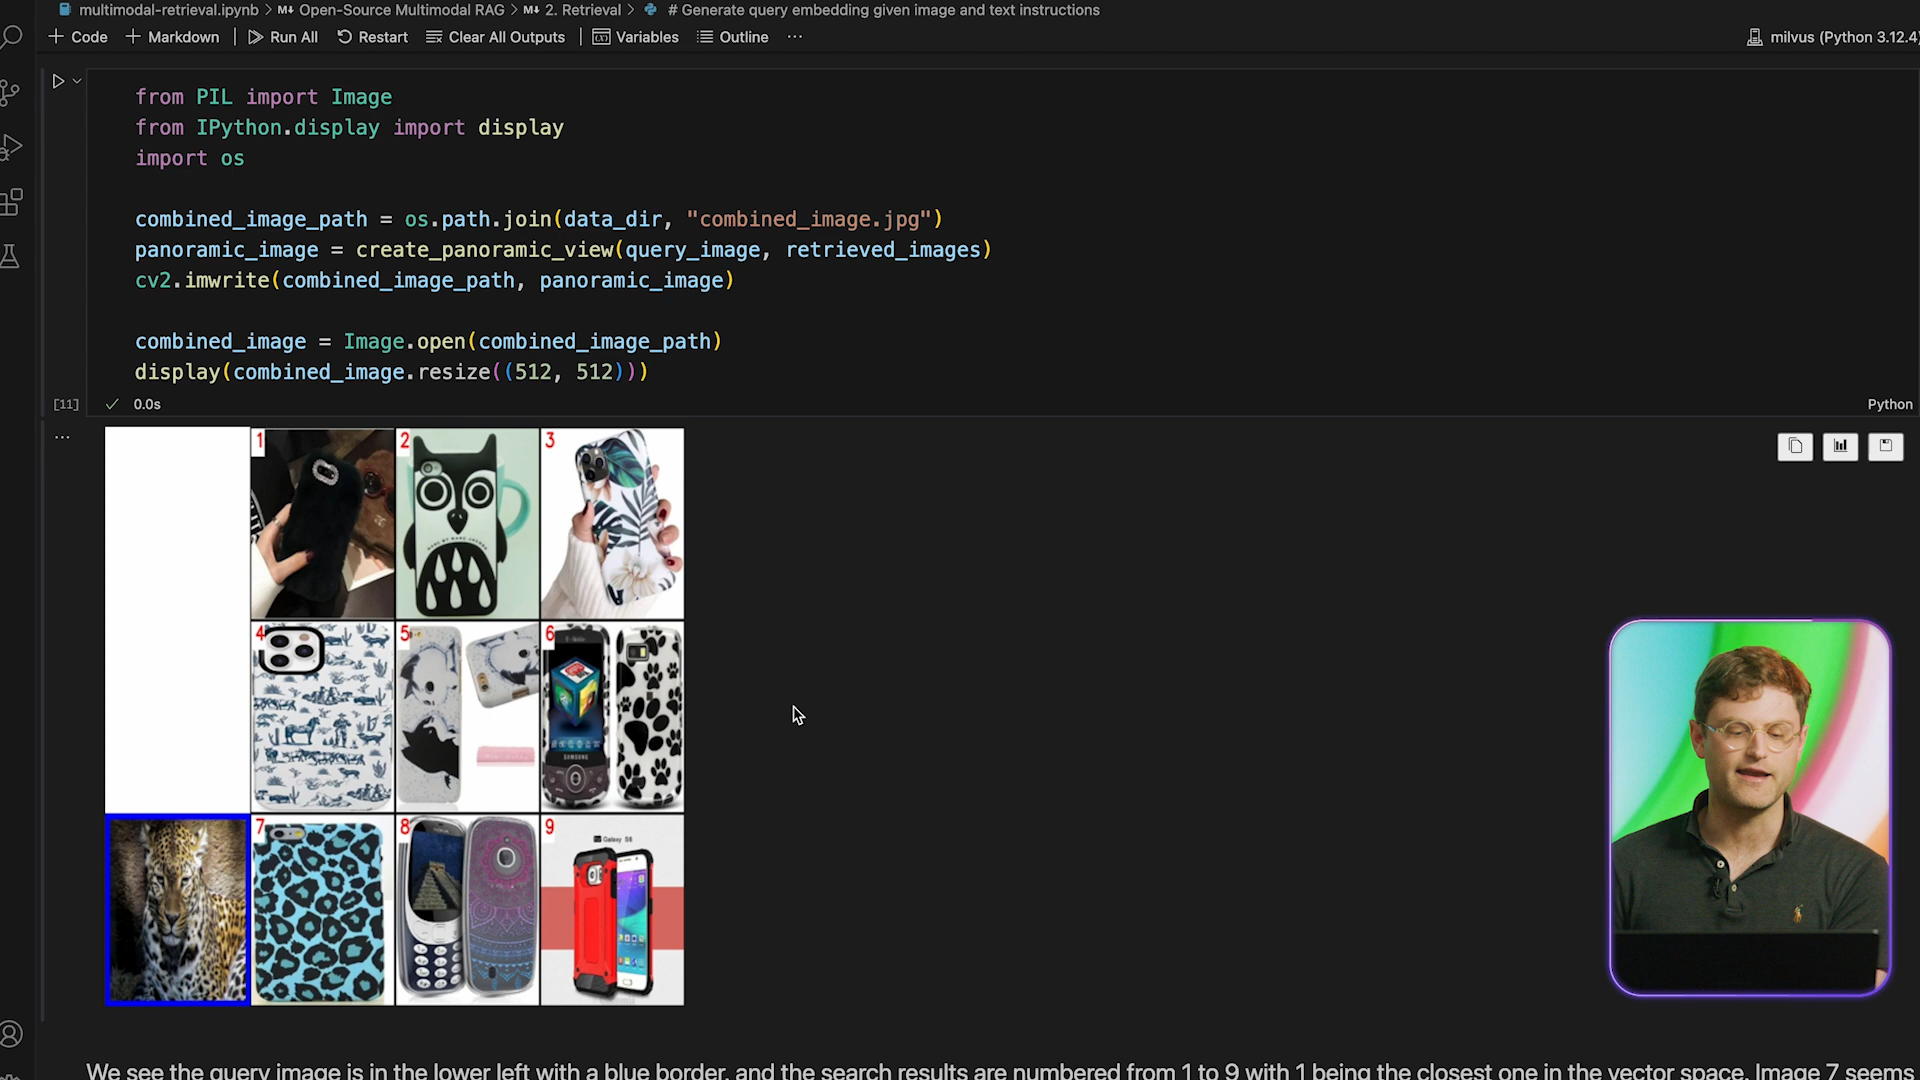 multimodal-retrieval.ipynb > M↓ Open-Source Multimodal RAG > M↓ 2. Retrieval > # Generate query embedding given image and text instructions
+ Code + Markdown | Run All Restart Clear All Outputs | Variables Outline ...
milvus (Python 3.12.4)
from PIL import Image
from IPython.display import display
import os
combined_image_path = os.path.join(data_dir, "combined_image.jpg")
panoramic_image = create_panoramic_view(query_image, retrieved_images)
cv2.imwrite(combined_image_path, panoramic_image)
combined_image = Image.open(combined_image_path)
display(combined_image.resize((512, 512)))
[11] ✓ 0.0s
Python
...
1 2 3
4 5 6
SAMSUNG
7 8 9
Galaxy S6
We see the query image is in the lower left with a blue border, and the search results are numbered from 1 to 9 with 1 being the closest one in the vector space. Image 7 seems